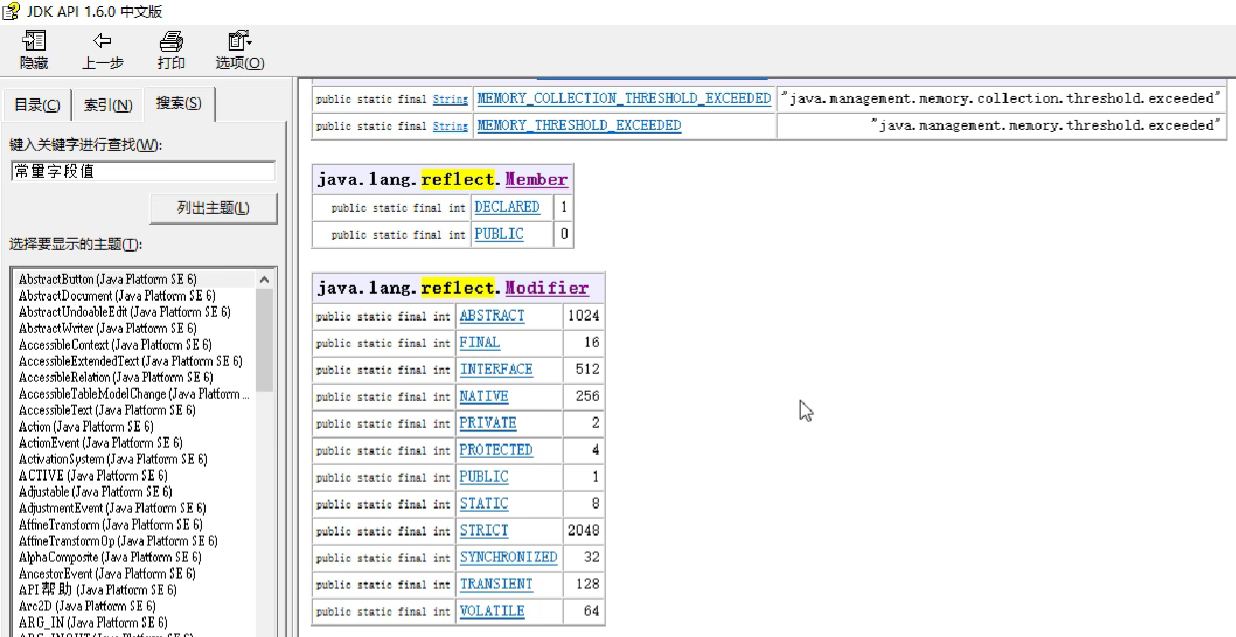 JDK API 1.6.0 中文版
隐藏 上一步 打印 选项(O)
目录(C) 索引(N) 搜索(S)
键入关键字进行查找(W):
常量字段值
列出主题(L)
选择要显示的主题(T):
AbstractButton (Java Platform SE 6)
AbstractDocument (Java Platform SE 6)
AbstractUndoableEdit (Java Platform SE 6)
AbstractWriter (Java Platform SE 6)
AccessibleContext (Java Platform SE 6)
AccessibleExtendedText (Java Platform SE 6)
AccessibleRelation (Java Platform SE 6)
AccessibleTableModelChange (Java Platform ...
AccessibleText (Java Platform SE 6)
Action (Java Platform SE 6)
ActionEvent (Java Platform SE 6)
ActivationSystem (Java Platform SE 6)
ACTIVE (Java Platform SE 6)
Adjustable (Java Platform SE 6)
AdjustmentEvent (Java Platform SE 6)
AffineTransform (Java Platform SE 6)
AffineTransformOp (Java Platform SE 6)
AlphaComposite (Java Platform SE 6)
AncestorEvent (Java Platform SE 6)
API 帮助 (Java Platform SE 6)
Arc2D (Java Platform SE 6)
ARG_IN (Java Platform SE 6)
public static final String MEMORY_COLLECTION_THRESHOLD_EXCEEDED "java.management.memory.collection.threshold.exceeded"
public static final String MEMORY_THRESHOLD_EXCEEDED "java.management.memory.threshold.exceeded"
java.lang.reflect.Member
public static final int DECLARED 1
public static final int PUBLIC 0
java.lang.reflect.Modifier
public static final int ABSTRACT 1024
public static final int FINAL 16
public static final int INTERFACE 512
public static final int NATIVE 256
public static final int PRIVATE 2
public static final int PROTECTED 4
public static final int PUBLIC 1
public static final int STATIC 8
public static final int STRICT 2048
public static final int SYNCHRONIZED 32
public static final int TRANSIENT 128
public static final int VOLATILE 64